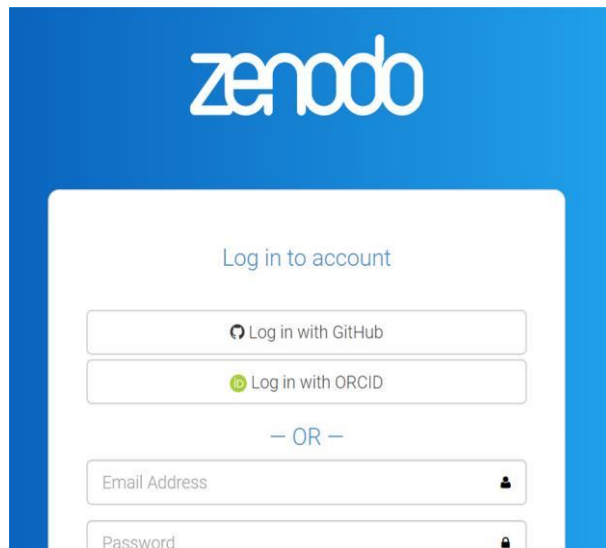 zenodo
Log in to account
Log in with GitHub
Log in with ORCID
— OR —
Email Address
Password